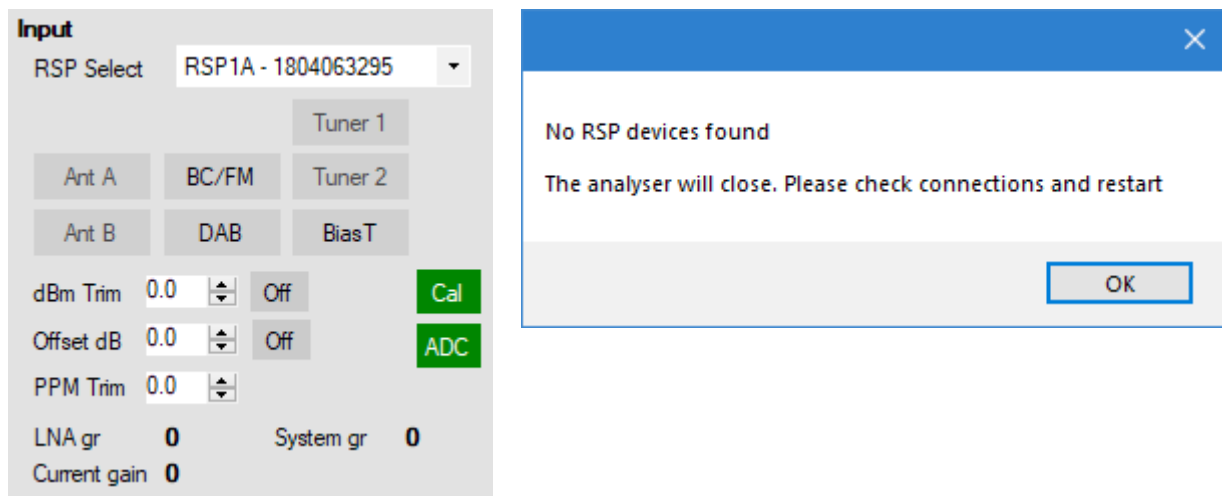 Input
RSP Select RSP1A - 1804063295
Tuner 1
Ant A BC/FM Tuner 2
Ant B DAB BiasT
dBm Trim 0.0 Off Cal
Offset dB 0.0 Off ADC
PPM Trim 0.0
LNA gr 0 System gr 0
Current gain 0
No RSP devices found
The analyser will close. Please check connections and restart
OK